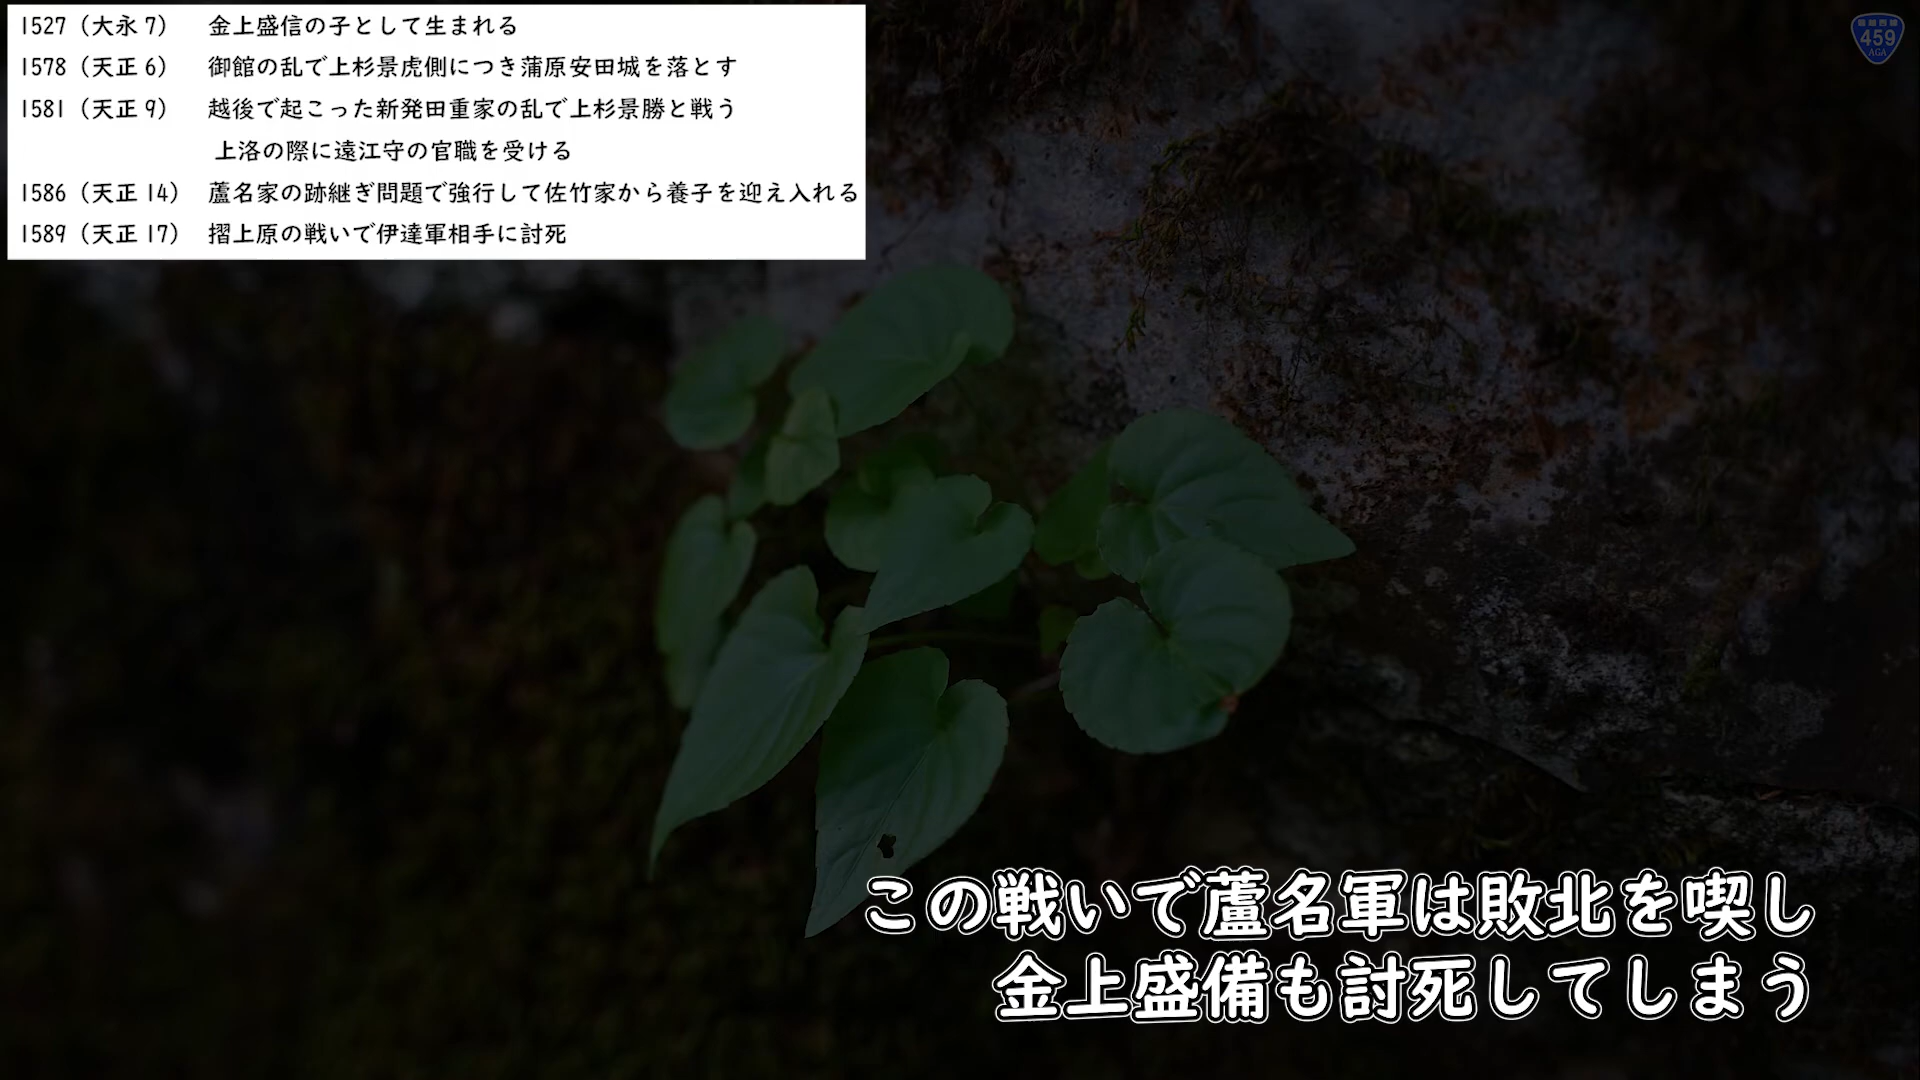 1527（大永 7） 金上盛信の子として生まれる
1578（天正 6） 御館の乱で上杉景虎側につき蒲原安田城を落とす
1581（天正 9） 越後で起こった新発田重家の乱で上杉景勝と戦う
上洛の際に遠江守の官職を受ける
1586（天正 14） 蘆名家の跡継ぎ問題で強行して佐竹家から養子を迎え入れる
1589（天正 17） 摺上原の戦いで伊達軍相手に討死
459
AGA
この戦いで蘆名軍は敗北を喫し
金上盛備も討死してしまう